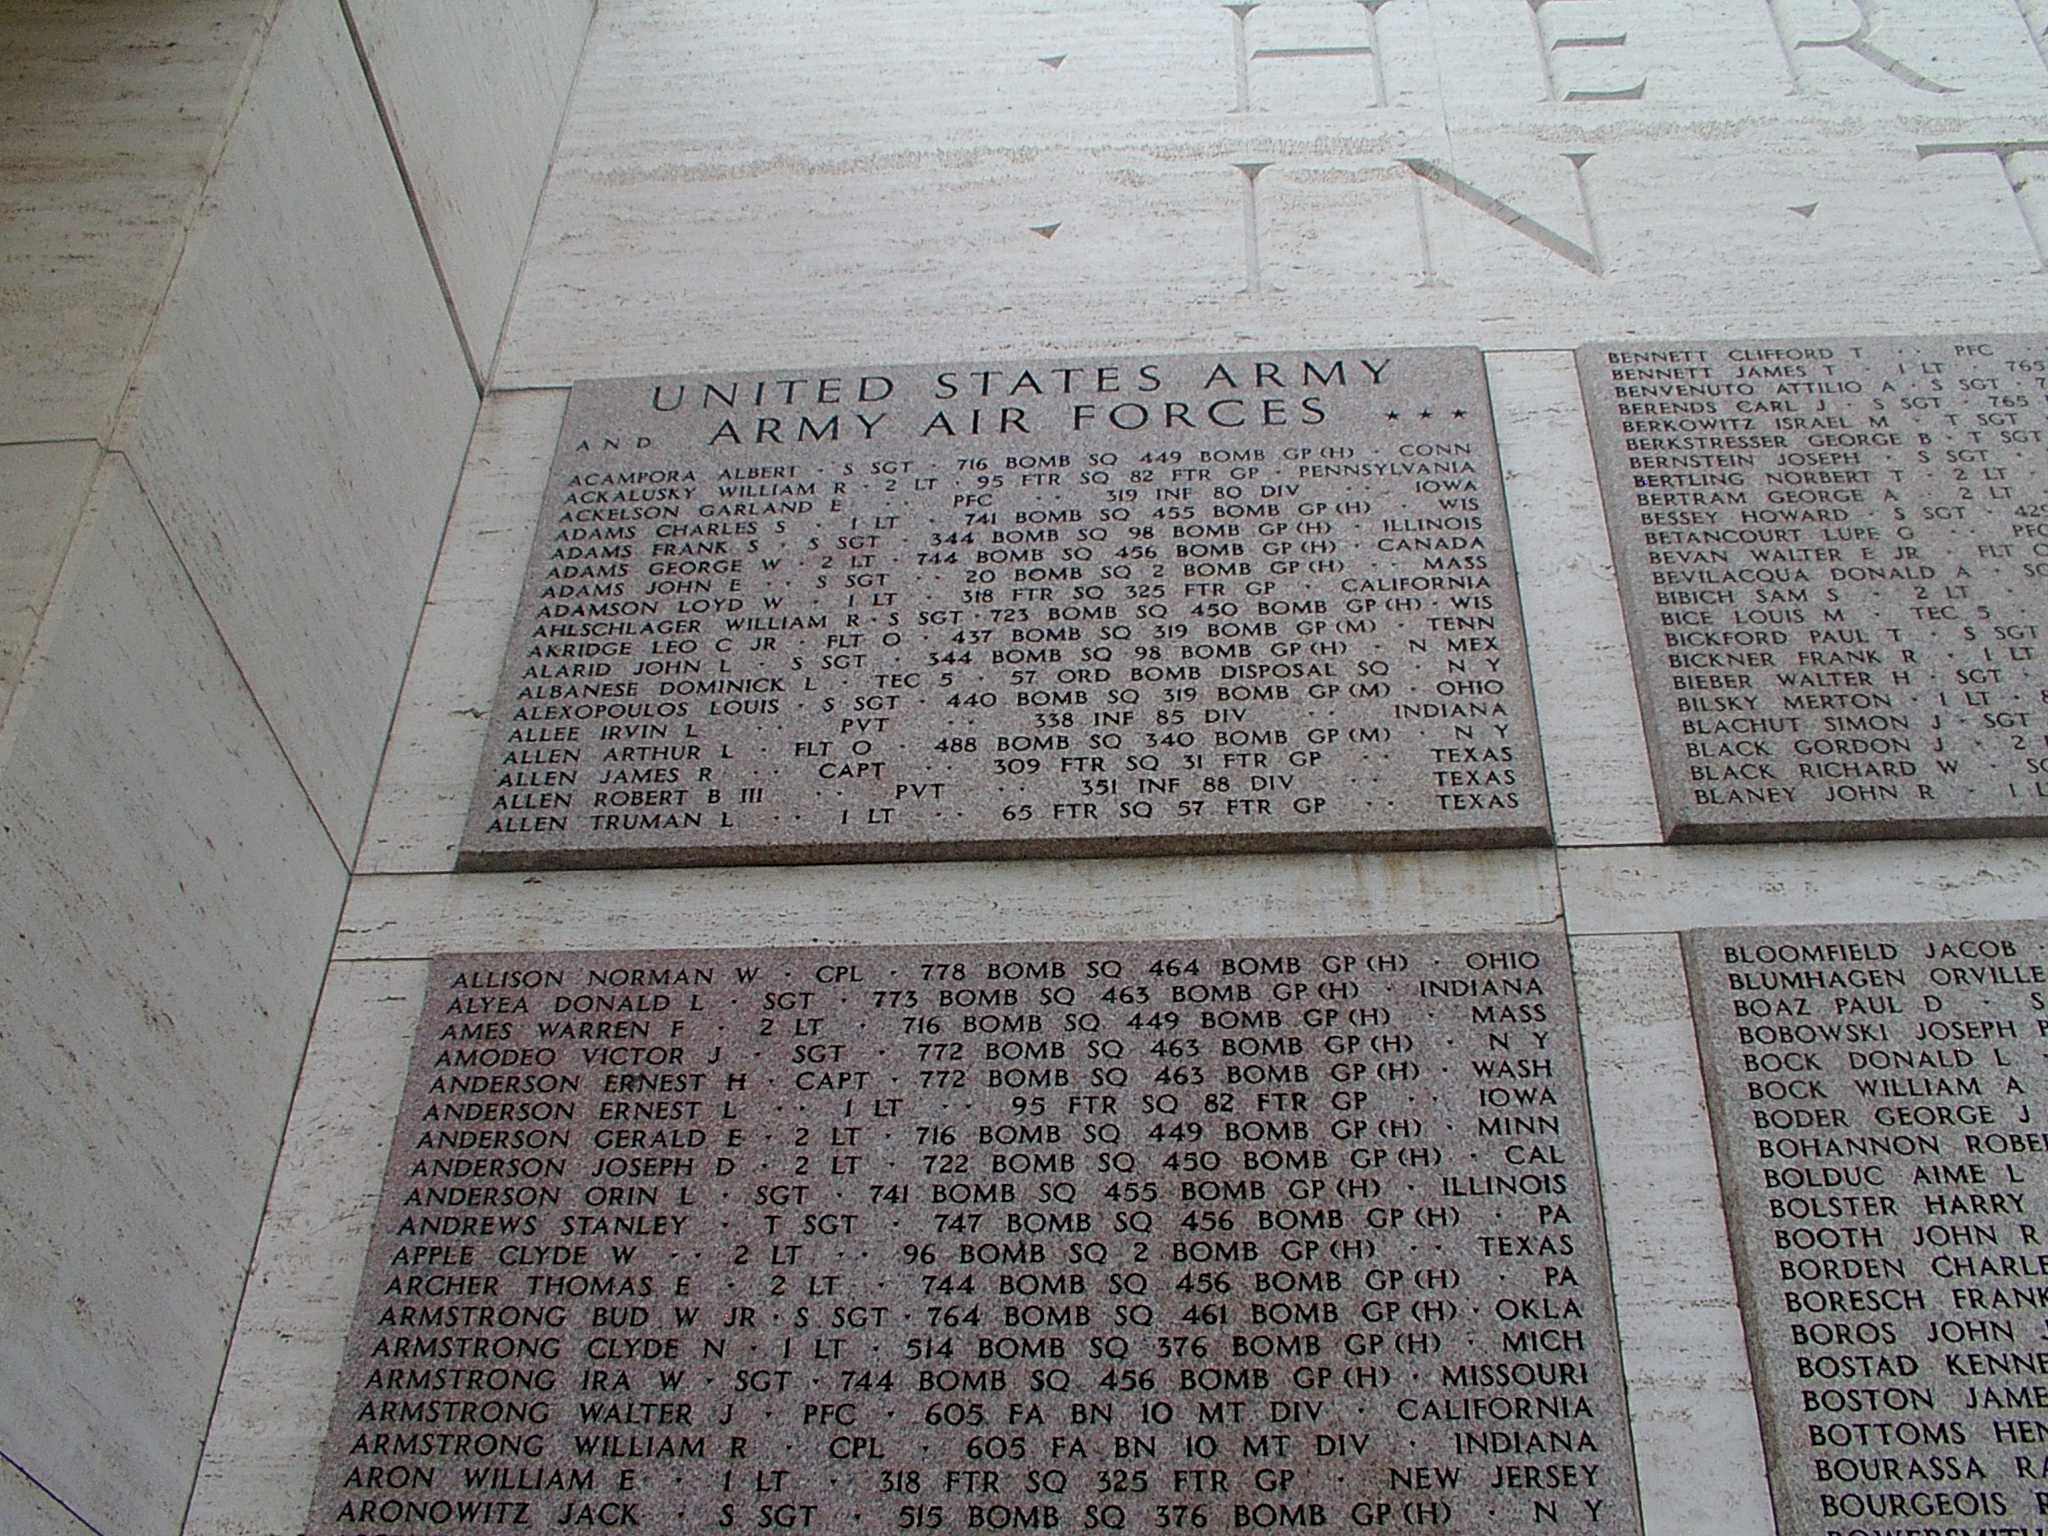 · HER
· IN · T
UNITED STATES ARMY
AND ARMY AIR FORCES ★ ★ ★
ACAMPORA ALBERT · S SGT · 716 BOMB SQ 449 BOMB GP (H) · CONN
ACKALUSKY WILLIAM R · 2 LT · 95 FTR SQ 82 FTR GP · PENNSYLVANIA
ACKELSON GARLAND E · · PFC · · 319 INF 80 DIV · · IOWA
ADAMS CHARLES S · 1 LT · 741 BOMB SQ 455 BOMB GP (H) · WIS
ADAMS FRANK S · S SGT · 344 BOMB SQ 98 BOMB GP (H) · ILLINOIS
ADAMS GEORGE W · 2 LT · 744 BOMB SQ 456 BOMB GP (H) · CANADA
ADAMS JOHN E · · S SGT · · 20 BOMB SQ 2 BOMB GP (H) · · MASS
ADAMSON LOYD W · 1 LT · 318 FTR SQ 325 FTR GP · CALIFORNIA
AHLSCHLAGER WILLIAM R · S SGT · 723 BOMB SQ 450 BOMB GP (H) · WIS
AKRIDGE LEO C JR · FLT O · 437 BOMB SQ 319 BOMB GP (M) · TENN
ALARID JOHN L · S SGT · 344 BOMB SQ 98 BOMB GP (H) · N MEX
ALBANESE DOMINICK L · TEC 5 · 57 ORD BOMB DISPOSAL SQ · N Y
ALEXOPOULOS LOUIS · S SGT · 440 BOMB SQ 319 BOMB GP (M) · OHIO
ALLEE IRVIN L · · PVT · · 338 INF 85 DIV · · INDIANA
ALLEN ARTHUR L · FLT O · 488 BOMB SQ 340 BOMB GP (M) · N Y
ALLEN JAMES R · · CAPT · · 309 FTR SQ 31 FTR GP · · TEXAS
ALLEN ROBERT B III · · PVT · · 351 INF 88 DIV · · TEXAS
ALLEN TRUMAN L · · 1 LT · · 65 FTR SQ 57 FTR GP · · TEXAS
ALLISON NORMAN W · CPL · 778 BOMB SQ 464 BOMB GP (H) · OHIO
ALYEA DONALD L · SGT · 773 BOMB SQ 463 BOMB GP (H) · INDIANA
AMES WARREN F · 2 LT · 716 BOMB SQ 449 BOMB GP (H) · MASS
AMODEO VICTOR J · SGT · 772 BOMB SQ 463 BOMB GP (H) · N Y
ANDERSON ERNEST H · CAPT · 772 BOMB SQ 463 BOMB GP (H) · WASH
ANDERSON ERNEST L · · 1 LT · · 95 FTR SQ 82 FTR GP · · IOWA
ANDERSON GERALD E · 2 LT · 716 BOMB SQ 449 BOMB GP (H) · MINN
ANDERSON JOSEPH D · 2 LT · 722 BOMB SQ 450 BOMB GP (H) · CAL
ANDERSON ORIN L · SGT · 741 BOMB SQ 455 BOMB GP (H) · ILLINOIS
ANDREWS STANLEY · T SGT · 747 BOMB SQ 456 BOMB GP (H) · PA
APPLE CLYDE W · · 2 LT · · 96 BOMB SQ 2 BOMB GP (H) · · TEXAS
ARCHER THOMAS E · 2 LT · 744 BOMB SQ 456 BOMB GP (H) · PA
ARMSTRONG BUD W JR · S SGT · 764 BOMB SQ 461 BOMB GP (H) · OKLA
ARMSTRONG CLYDE N · 1 LT · 514 BOMB SQ 376 BOMB GP (H) · MICH
ARMSTRONG IRA W · SGT · 744 BOMB SQ 456 BOMB GP (H) · MISSOURI
ARMSTRONG WALTER J · PFC · 605 FA BN 10 MT DIV · CALIFORNIA
ARMSTRONG WILLIAM R · CPL · 605 FA BN 10 MT DIV · INDIANA
ARON WILLIAM E · 1 LT · 318 FTR SQ 325 FTR GP · NEW JERSEY
ARONOWITZ JACK · S SGT · 515 BOMB SQ 376 BOMB GP (H) · N Y
BENNETT CLIFFORD T · · PFC ·
BENNETT JAMES T · 1 LT · 765
BENVENUTO ATTILIO A · S SGT · 7
BERENDS CARL J · S SGT · 765
BERKOWITZ ISRAEL M · T SGT
BERKSTRESSER GEORGE B · T SGT
BERNSTEIN JOSEPH · S SGT ·
BERTLING NORBERT T · 2 LT ·
BERTRAM GEORGE A · · 2 LT
BESSEY HOWARD · S SGT · 429
BETANCOURT LUPE G · · PFC
BEVAN WALTER E JR · FLT O
BEVILACQUA DONALD A ·
BIBICH SAM S · 2 LT ·
BICE LOUIS M · TEC 5 ·
BICKFORD PAUL T · S SGT
BICKNER FRANK R · 1 LT
BIEBER WALTER H · SGT ·
BILSKY MERTON · 1 LT ·
BLACHUT SIMON J · SGT
BLACK GORDON J · 2
BLACK RICHARD W ·
BLANEY JOHN R · 1
BLOOMFIELD JACOB ·
BLUMHAGEN ORVILLE
BOAZ PAUL D · S
BOBOWSKI JOSEPH
BOCK DONALD L ·
BOCK WILLIAM A
BODER GEORGE J
BOHANNON ROBE
BOLDUC AIME L
BOLSTER HARRY
BOOTH JOHN R
BORDEN CHARLE
BORESCH FRANK
BOROS JOHN
BOSTAD KENNE
BOSTON JAME
BOTTOMS HEN
BOURASSA RA
BOURGEOIS